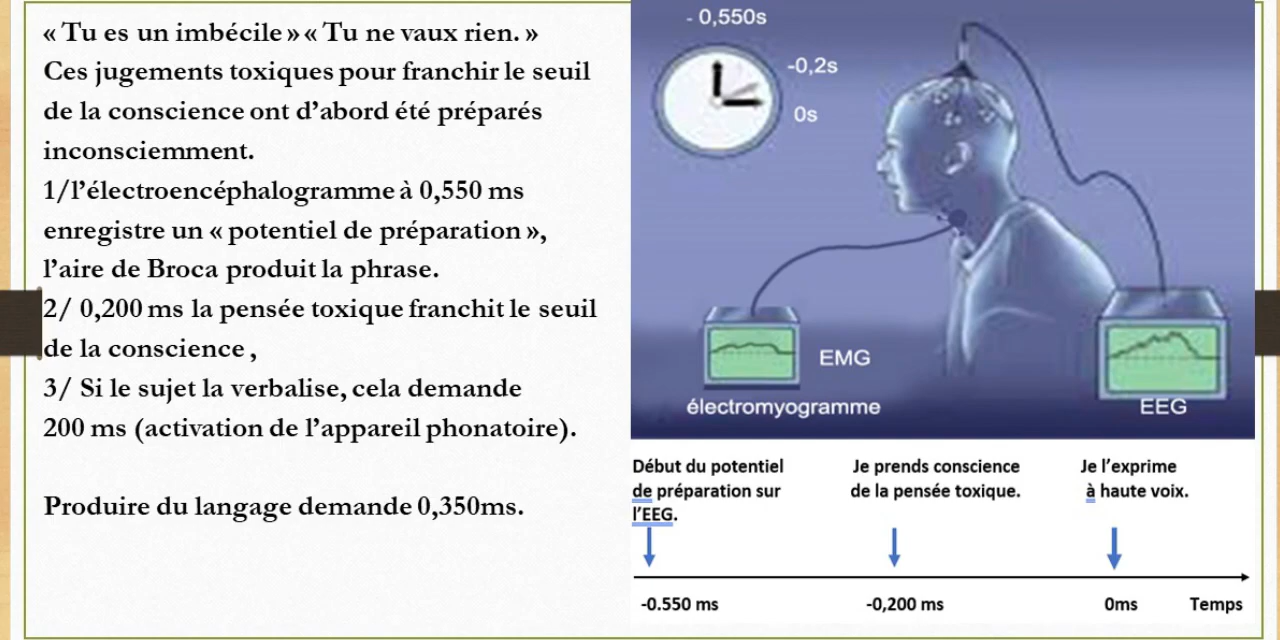 « Tu es un imbécile » « Tu ne vaux rien. »
Ces jugements toxiques pour franchir le seuil
de la conscience ont d’abord été préparés
inconsciemment.
1/l’électroencéphalogramme à 0,550 ms
enregistre un « potentiel de préparation »,
l’aire de Broca produit la phrase.
2/ 0,200 ms la pensée toxique franchit le seuil
de la conscience ,
3/ Si le sujet la verbalise, cela demande
200 ms (activation de l’appareil phonatoire).
Produire du langage demande 0,350ms.
- 0,550s
-0,2s
0s
EMG
électromyogramme
EEG
Début du potentiel
de préparation sur
l’EEG.
Je prends conscience
de la pensée toxique.
Je l’exprime
à haute voix.
-0.550 ms
-0,200 ms
0ms
Temps